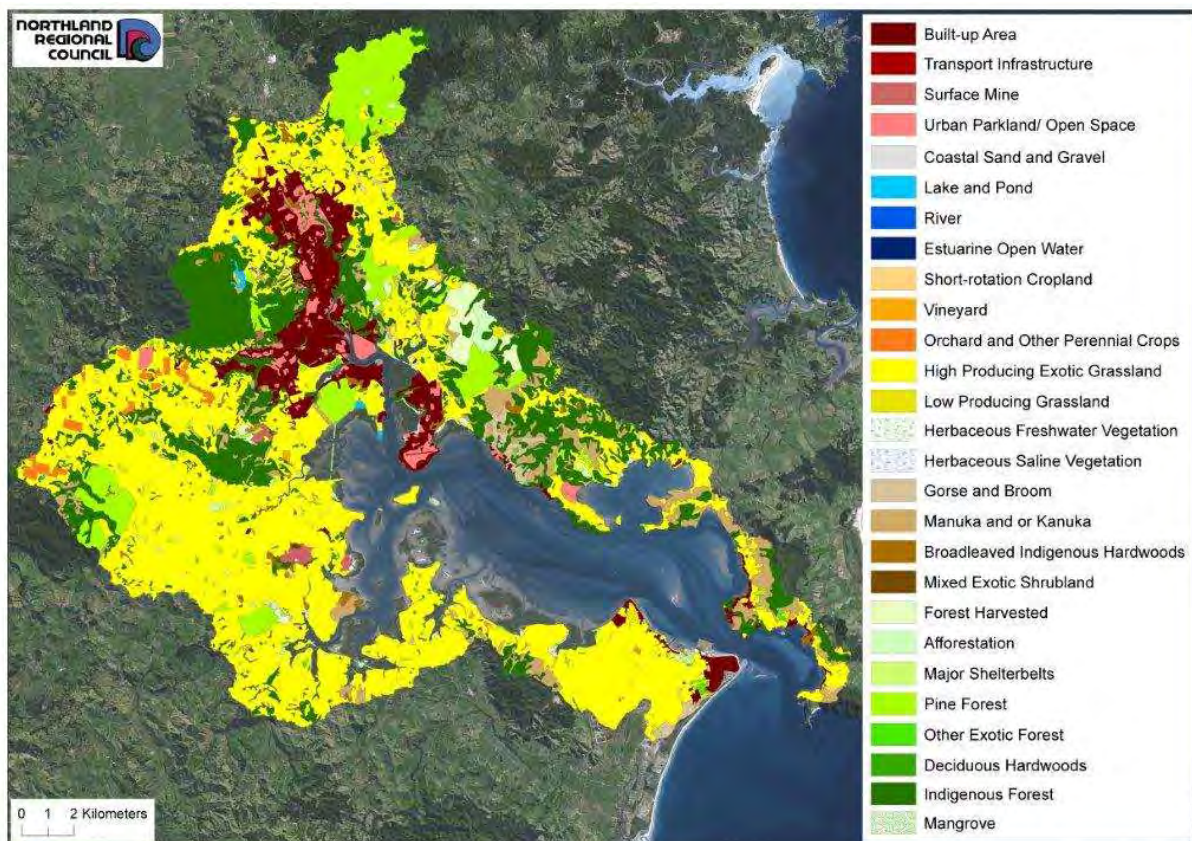 NORTHLAND
REGIONAL
COUNCIL
Built-up Area
Transport Infrastructure
Surface Mine
Urban Parkland/ Open Space
Coastal Sand and Gravel
Lake and Pond
River
Estuarine Open Water
Short-rotation Cropland
Vineyard
Orchard and Other Perennial Crops
High Producing Exotic Grassland
Low Producing Grassland
Herbaceous Freshwater Vegetation
Herbaceous Saline Vegetation
Gorse and Broom
Manuka and or Kanuka
Broadleaved Indigenous Hardwoods
Mixed Exotic Shrubland
Forest Harvested
Afforestation
Major Shelterbelts
Pine Forest
Other Exotic Forest
Deciduous Hardwoods
Indigenous Forest
Mangrove
0 1 2 Kilometers